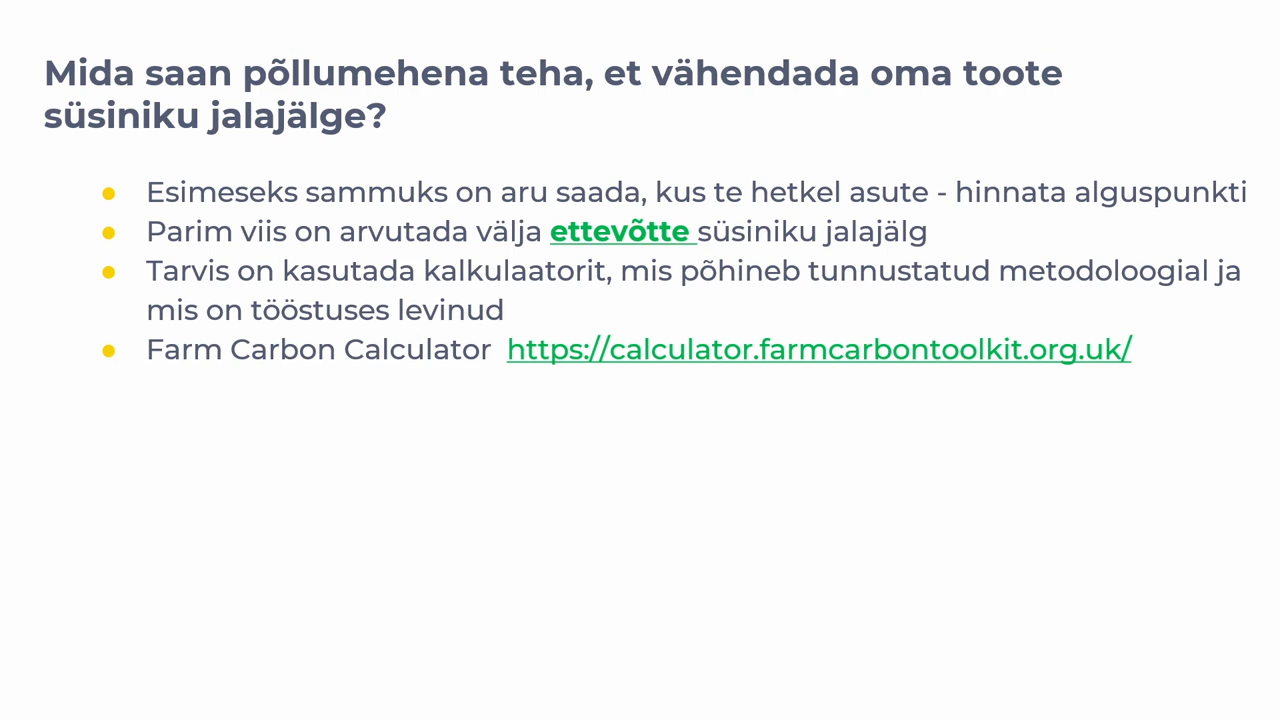 Mida saan põllumehena teha, et vähendada oma toote
süsiniku jalajälge?
● Esimeseks sammuks on aru saada, kus te hetkel asute - hinnata alguspunkti
● Parim viis on arvutada välja ettevõtte süsiniku jalajälg
● Tarvis on kasutada kalkulaatorit, mis põhineb tunnustatud metodoloogial ja
mis on tööstuses levinud
● Farm Carbon Calculator https://calculator.farmcarbontoolkit.org.uk/